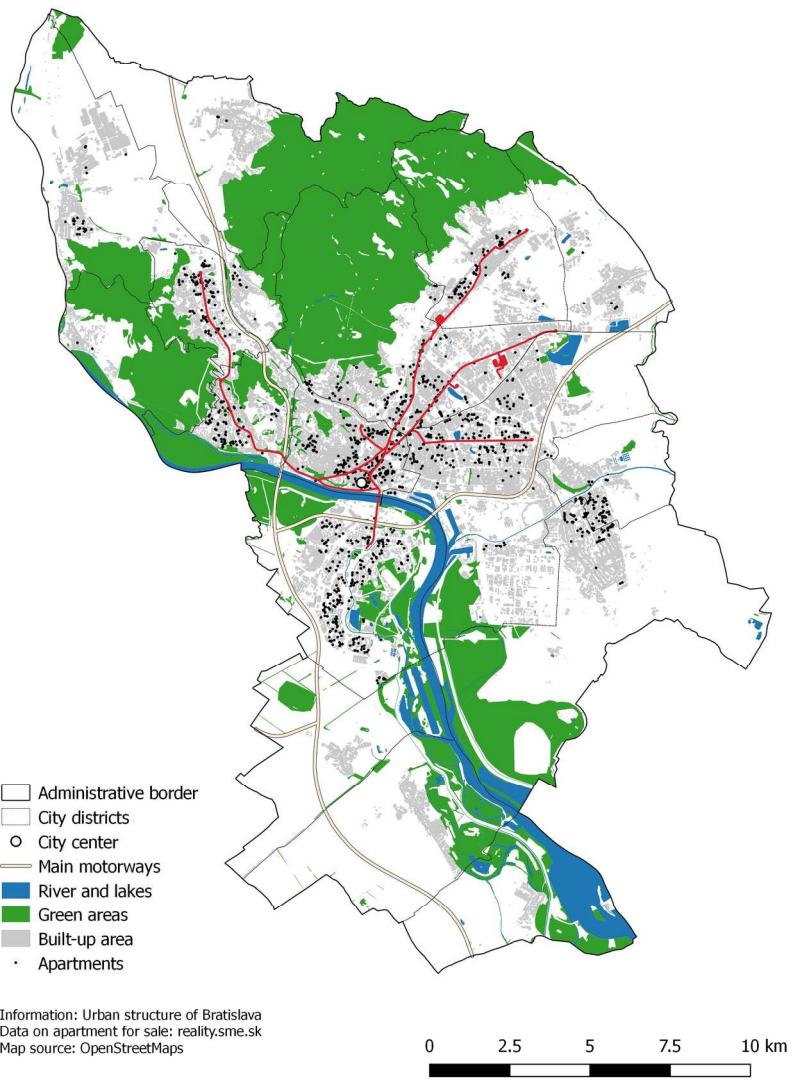 Administrative border
City districts
City center
Main motorways
River and lakes
Green areas
Built-up area
Apartments
Information: Urban structure of Bratislava
Data on apartment for sale: reality.sme.sk
Map source: OpenStreetMaps
0 2.5 5 7.5 10 km